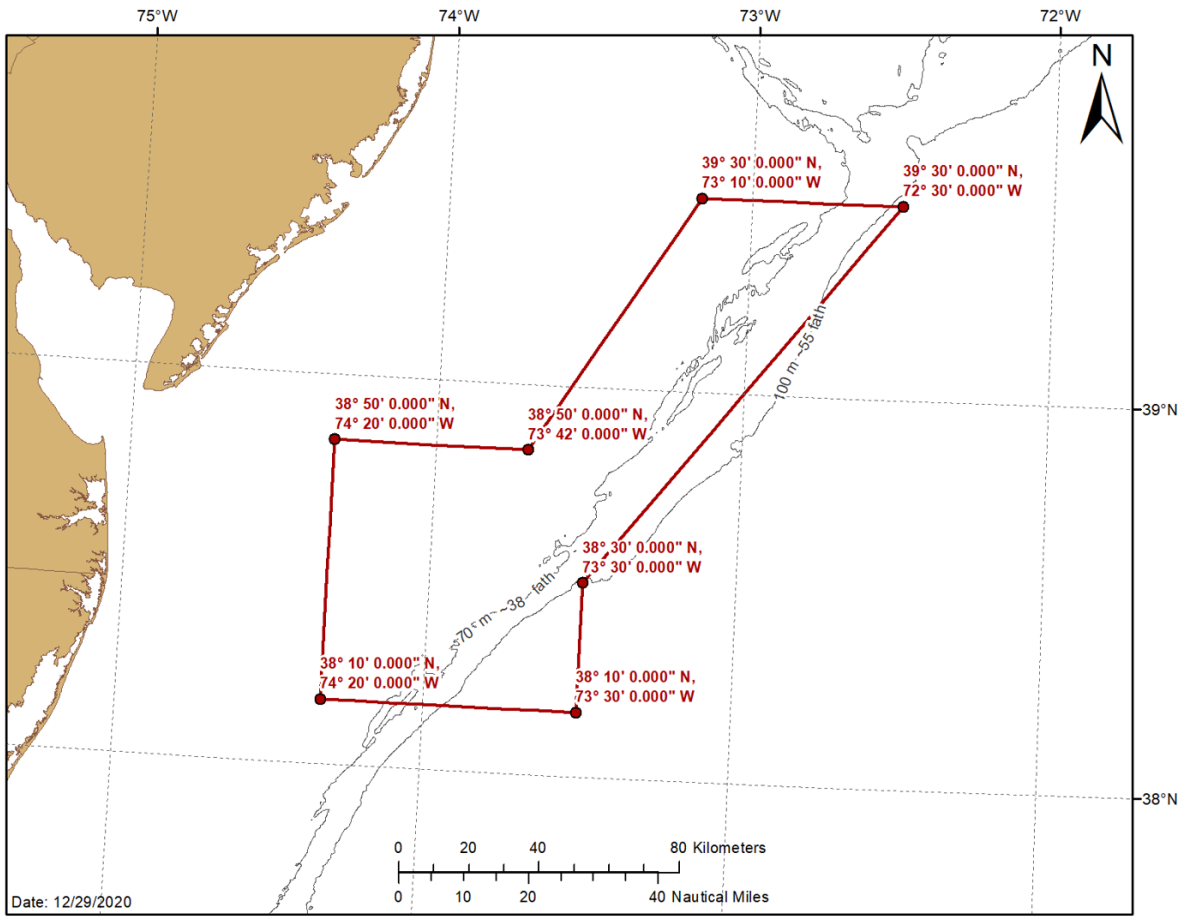 75°W
74°W
73°W
72°W
N
39° 30' 0.000" N,
73° 10' 0.000" W
39° 30' 0.000" N,
72° 30' 0.000" W
100 m ~55 fath
39°N
38° 50' 0.000" N,
74° 20' 0.000" W
38° 50' 0.000" N,
73° 42' 0.000" W
38° 30' 0.000" N,
73° 30' 0.000" W
70 m ~38 fath
38° 10' 0.000" N,
74° 20' 0.000" W
38° 10' 0.000" N,
73° 30' 0.000" W
38°N
0 20 40 80 Kilometers
0 10 20 40 Nautical Miles
Date: 12/29/2020